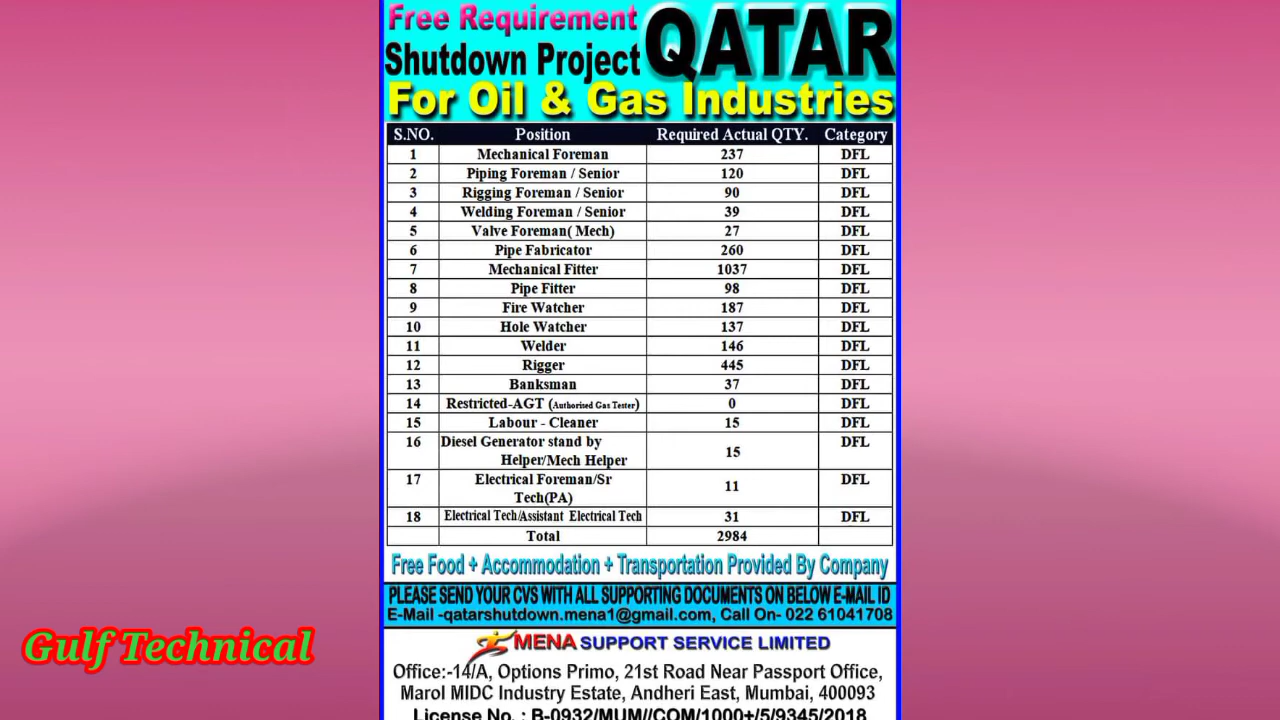 Free Requirement
Shutdown Project
QATAR
For Oil & Gas Industries
S.NO. Position Required Actual QTY. Category
1 Mechanical Foreman 237 DFL
2 Piping Foreman / Senior 120 DFL
3 Rigging Foreman / Senior 90 DFL
4 Welding Foreman / Senior 39 DFL
5 Valve Foreman( Mech) 27 DFL
6 Pipe Fabricator 260 DFL
7 Mechanical Fitter 1037 DFL
8 Pipe Fitter 98 DFL
9 Fire Watcher 187 DFL
10 Hole Watcher 137 DFL
11 Welder 146 DFL
12 Rigger 445 DFL
13 Banksman 37 DFL
14 Restricted-AGT (Authorised Gas Tester) 0 DFL
15 Labour - Cleaner 15 DFL
16 Diesel Generator stand by
Helper/Mech Helper 15 DFL
17 Electrical Foreman/Sr
Tech(PA) 11 DFL
18 Electrical Tech/Assistant Electrical Tech 31 DFL
Total 2984
Free Food + Accommodation + Transportation Provided By Company
PLEASE SEND YOUR CVS WITH ALL SUPPORTING DOCUMENTS ON BELOW E-MAIL ID
E-Mail -qatarshutdown.mena1@gmail.com, Call On- 022 61041708
MENA SUPPORT SERVICE LIMITED
Office:-14/A, Options Primo, 21st Road Near Passport Office,
Marol MIDC Industry Estate, Andheri East, Mumbai, 400093
License No. : B-0932/MUM//COM/1000+/5/9345/2018
Gulf Technical